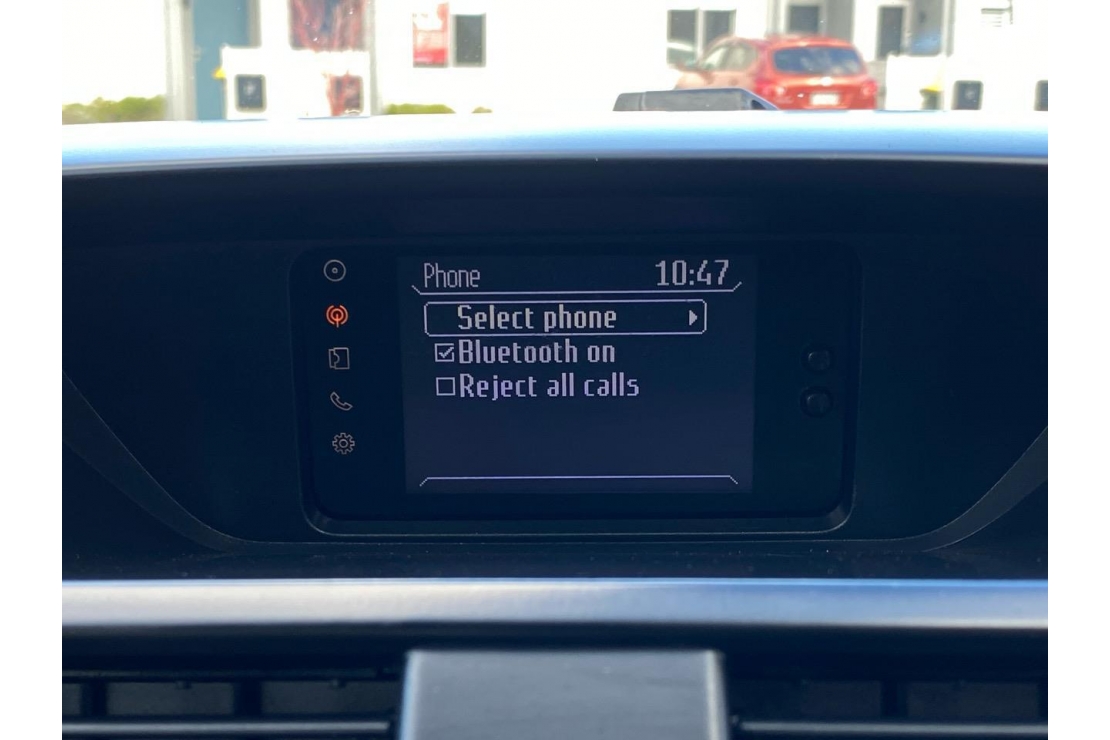 Phone 10:47
Select phone
Bluetooth on
Reject all calls